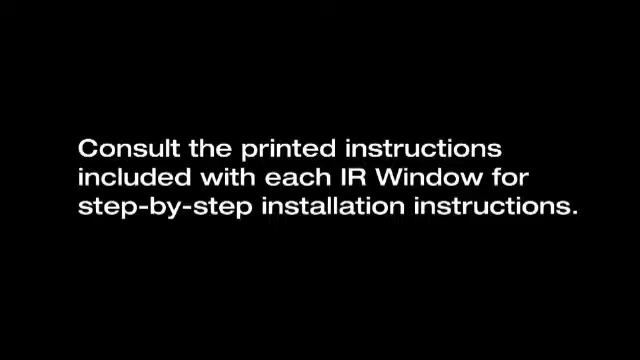 Consult the printed instructions
included with each IR Window for
step-by-step installation instructions.